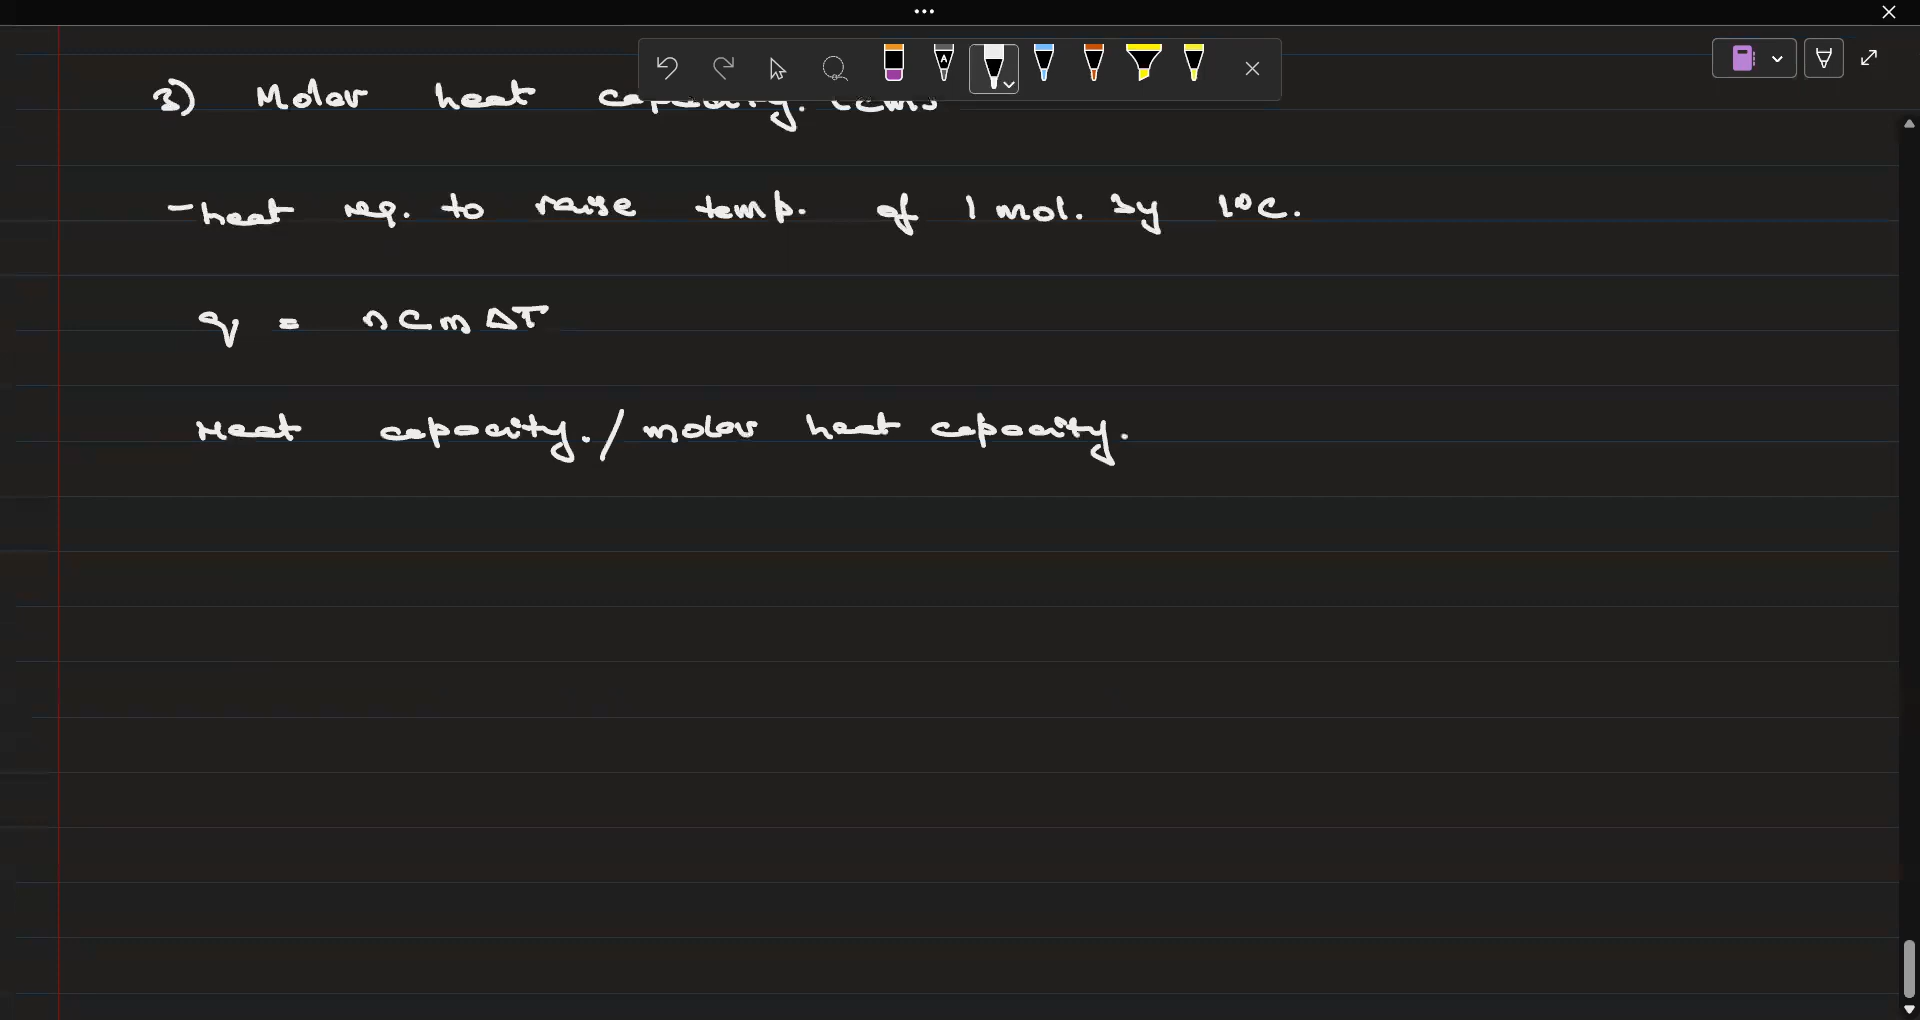 3) Molar heat capacity. (Cm)
- heat req. to raise temp. of 1 mol. by 1°C.
q = nCmΔT
Heat capacity. / molar heat capacity.